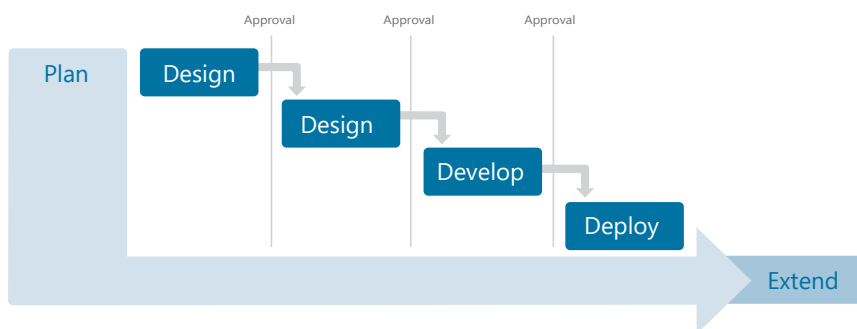 Approval Approval Approval
Plan Design
Design
Develop
Deploy
Extend